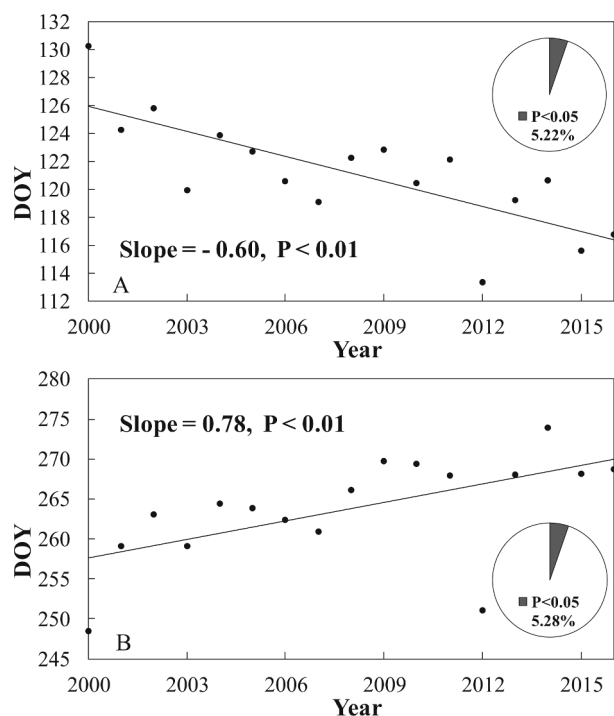 132
130
128
126
124
122
120
118
116
114
112
DOY
P<0.05
5.22%
Slope = - 0.60, P < 0.01
A
2000 2003 2006 2009 2012 2015
Year
280
275
270
265
260
255
250
245
DOY
Slope = 0.78, P < 0.01
P<0.05
5.28%
B
2000 2003 2006 2009 2012 2015
Year